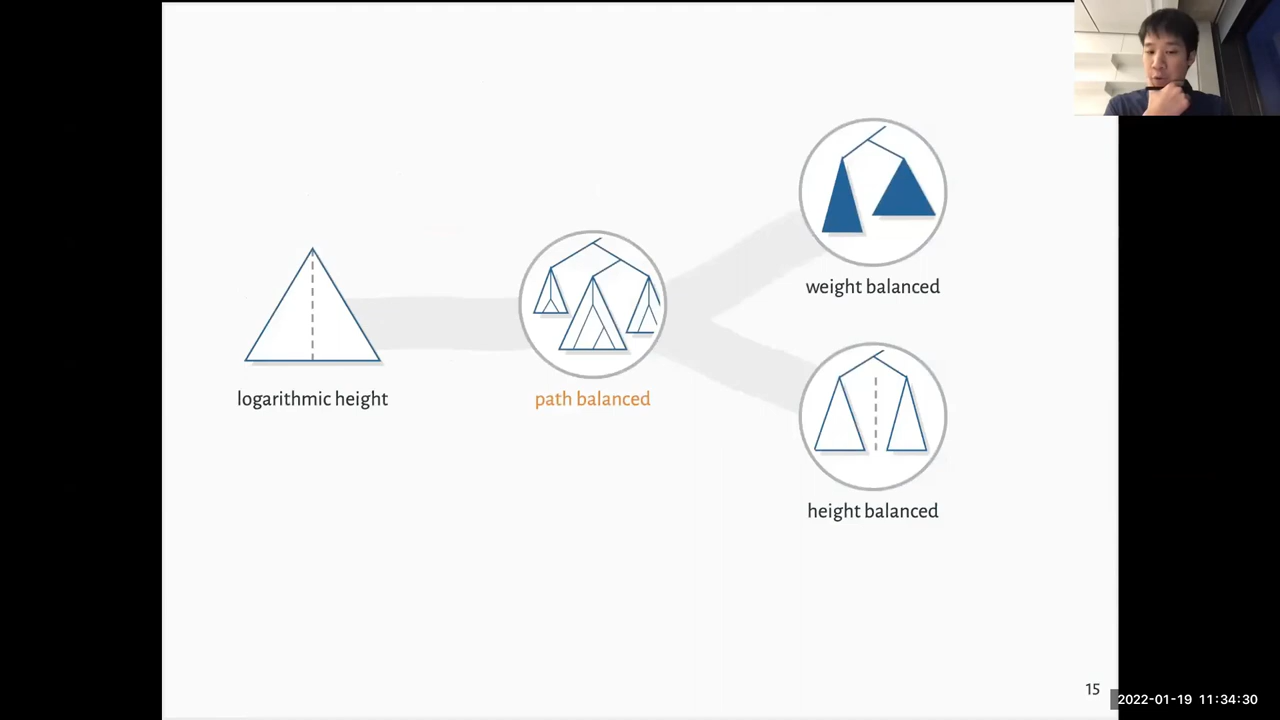 weight balanced
logarithmic height
path balanced
height balanced
15
2022-01-19 11:34:30